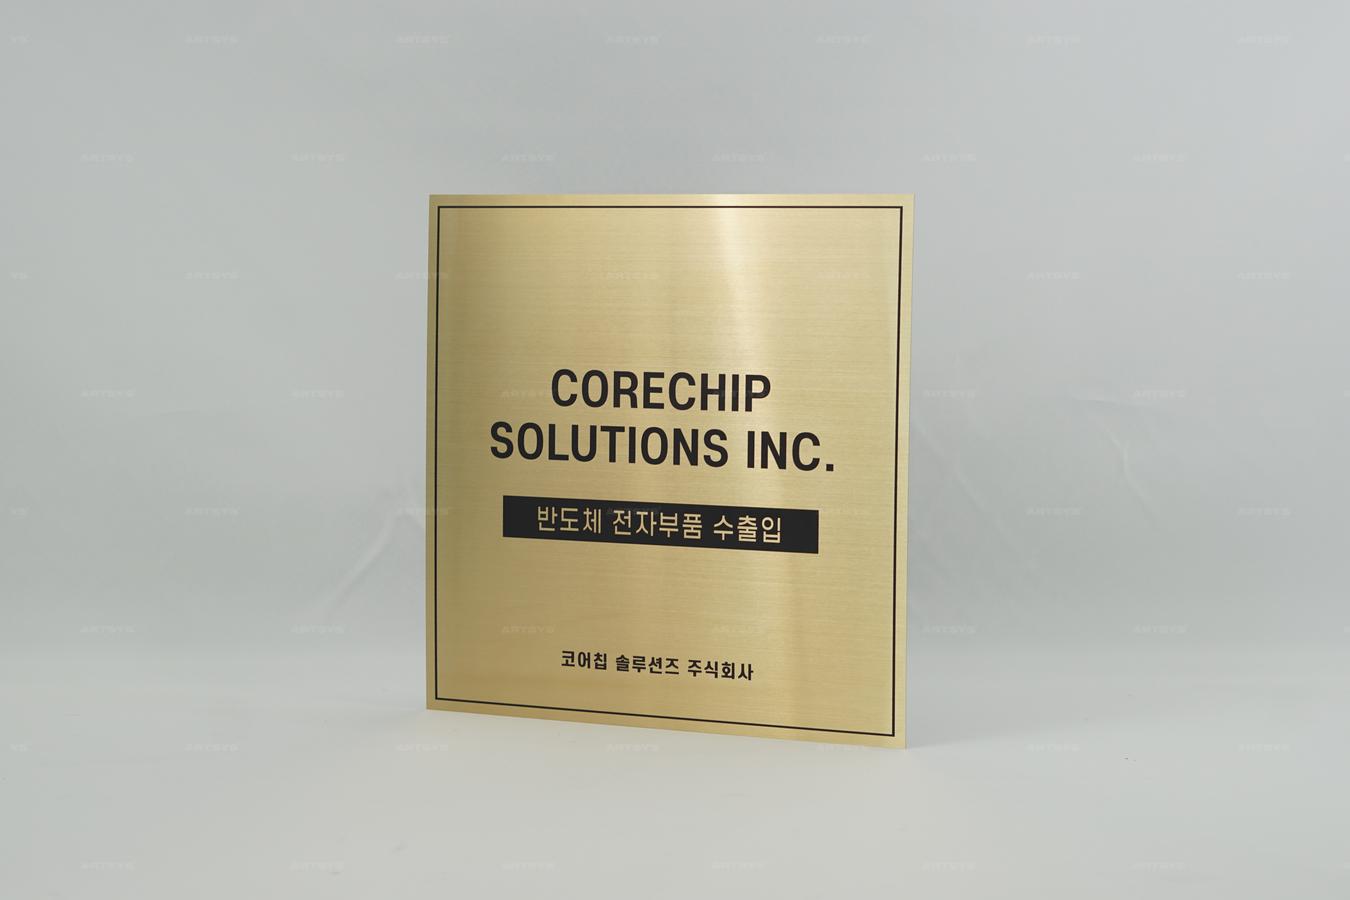 CORECHIP
SOLUTIONS INC.
반도체 전자부품 수출입
코어칩 솔루션즈 주식회사
ARTSYS